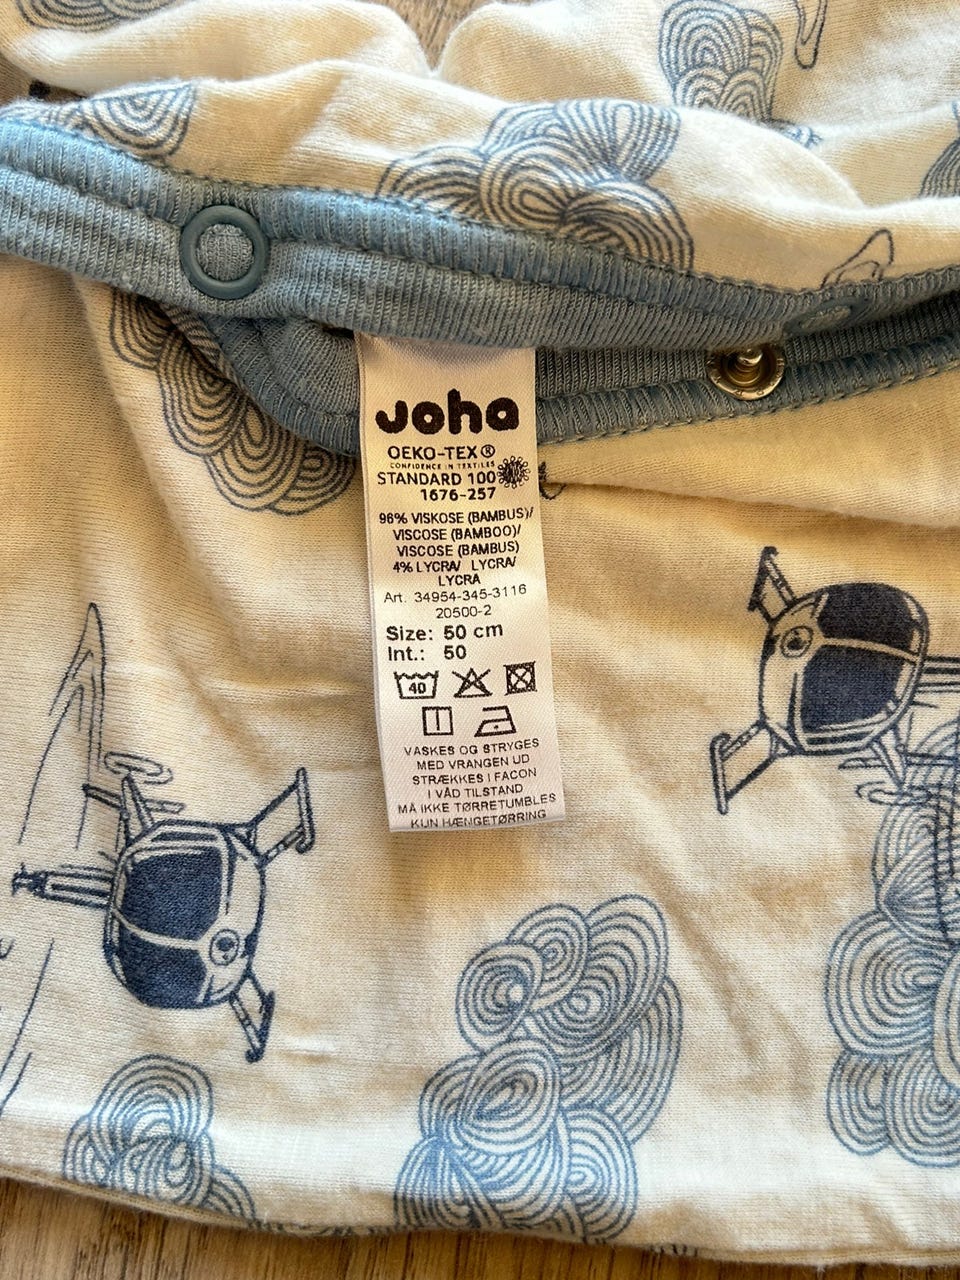 Joha
OEKO-TEX®
CONFIDENCE IN TEXTILES
STANDARD 100
1676-257
96% VISKOSE (BAMBUS)/
VISCOSE (BAMBOO)/
VISCOSE (BAMBUS)
4% LYCRA/ LYCRA/
LYCRA
Art. 34954-345-3116
20500-2
Size: 50 cm
Int.: 50
40
VASKES OG STRYGES
MED VRANGEN UD
STRÆKKES I FACON
I VÅD TILSTAND
MÅ IKKE TØRRETUMBLES
KUN HÆNGETØRRING